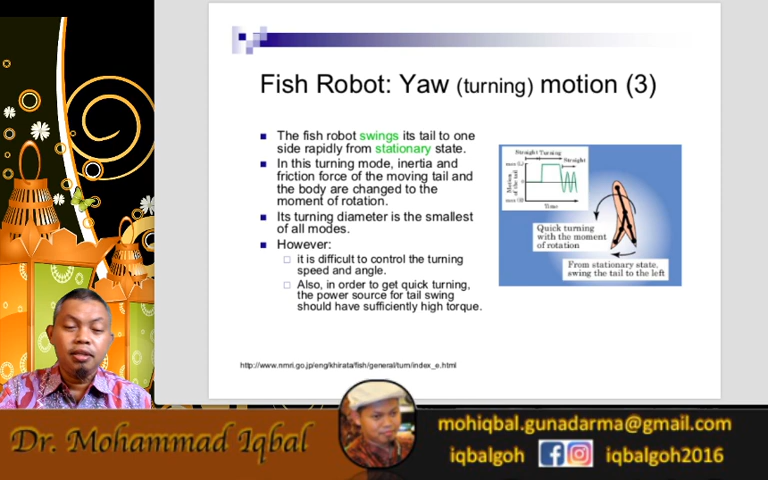 Fish Robot: Yaw (turning) motion (3)
The fish robot swings its tail to one
side rapidly from stationary state.
In this turning mode, inertia and
friction force of the moving tail and
the body are changed to the
moment of rotation.
Its turning diameter is the smallest
of all modes.
However:
it is difficult to control the turning
speed and angle.
Also, in order to get quick turning,
the power source for tail swing
should have sufficiently high torque.
Straight Turning
Straight
Motion
of the tail
0
Time
Quick turning
with the moment
of rotation
From stationary state,
swing the tail to the left
http://www.nmri.go.jp/eng/khirata/fish/general/turn/index_e.html
Dr. Mohammad Iqbal
mohiqbal.gunadarma@gmail.com
iqbalgoh
iqbalgoh2016